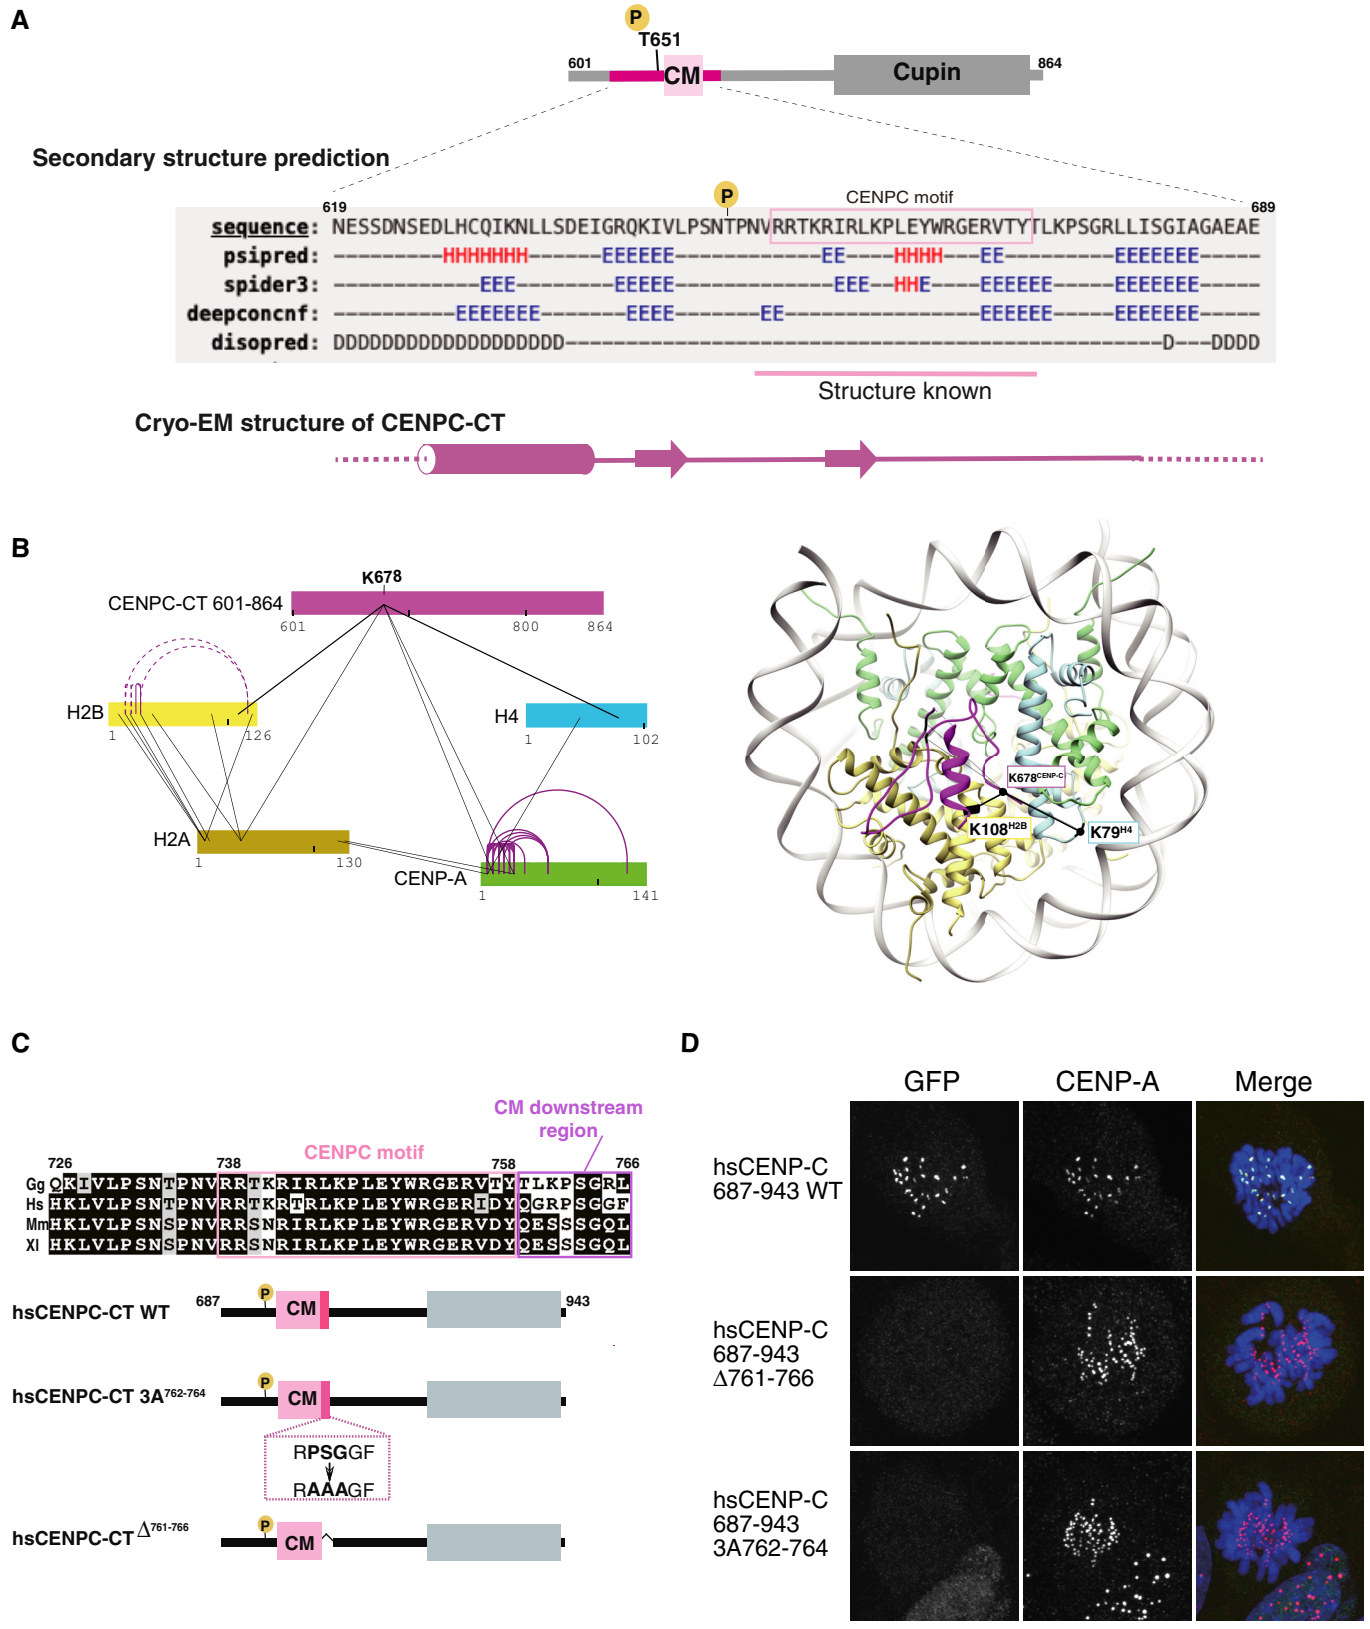 A
P
T651
601
CM
Cupin
864
Secondary structure prediction
P
CENPC motif
619
689
sequence: NESSDNSEDLHCQIKNLLSDEIGRQKIVLPSNTPNVRRTKRIRLKPLEYWRGERVTYTLKPSGRLLISGIAGAEAE
psipred: ---------HHHHHHH------EEEEEE------------EE----HHHH---EE---------EEEEEEE-----
spider3: ------------EEE--------EEEEE-------------EEE--HHE----EEEEEE-----EEEEEEE-----
deepconcnf: ----------EEEEEEE-------EEEE-------EE----------------EEEEEE-----EEEEEEE-----
disopred: DDDDDDDDDDDDDDDDDDD-------------------------------------------------D---DDDD
Structure known
Cryo-EM structure of CENPC-CT
B
K678
CENPC-CT 601-864
601
800
864
H2B
1
126
H4
1
102
H2A
1
130
CENP-A
1
141
K678CENP-C
K108H2B
K79H4
C
CM downstream
region
CENPC motif
726
738
758
766
Gg QKIVLPSNTPNVRRTKRIRLKPLEYWRGERVTYTLKPSGRL
Hs HKLVLPSNTPNVRRTKRTRLKPLEYWRGERIDYQGRPSGGF
Mm HKLVLPSNSPNVRRSNRIRLKPLEYWRGERVDYQESSSGQL
Xl HKLVLPSNSPNVRRSNRIRLKPLEYWRGERVDYQESSSGQL
hsCENPC-CT WT
687
P
CM
943
hsCENPC-CT 3A762-764
P
CM
RPSGGF
RAAAGF
hsCENPC-CT Δ761-766
P
CM
D
GFP
CENP-A
Merge
hsCENP-C
687-943 WT
hsCENP-C
687-943
Δ761-766
hsCENP-C
687-943
3A762-764